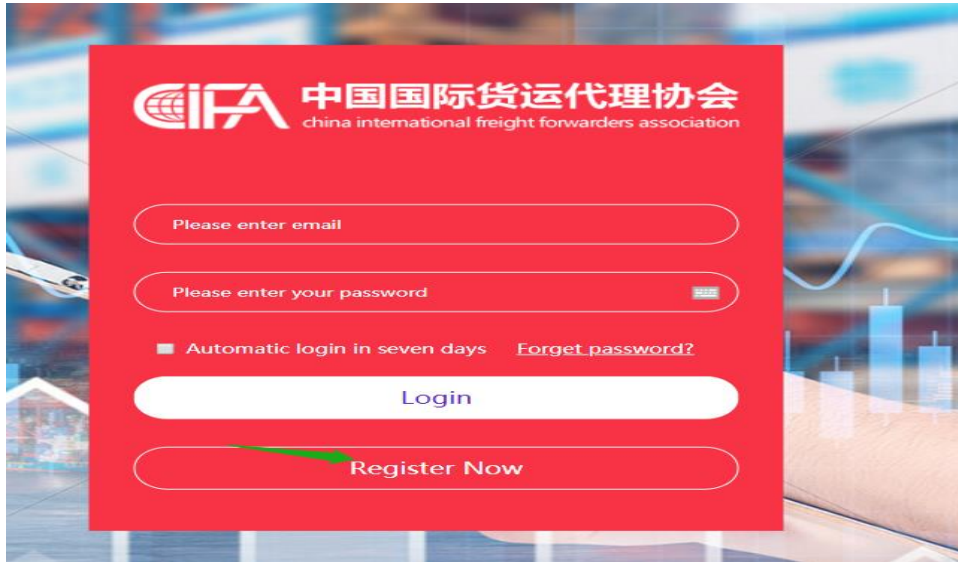 CIFA 中国国际货运代理协会
china international freight forwarders association
Please enter email
Please enter your password
Automatic login in seven days Forget password?
Login
Register Now